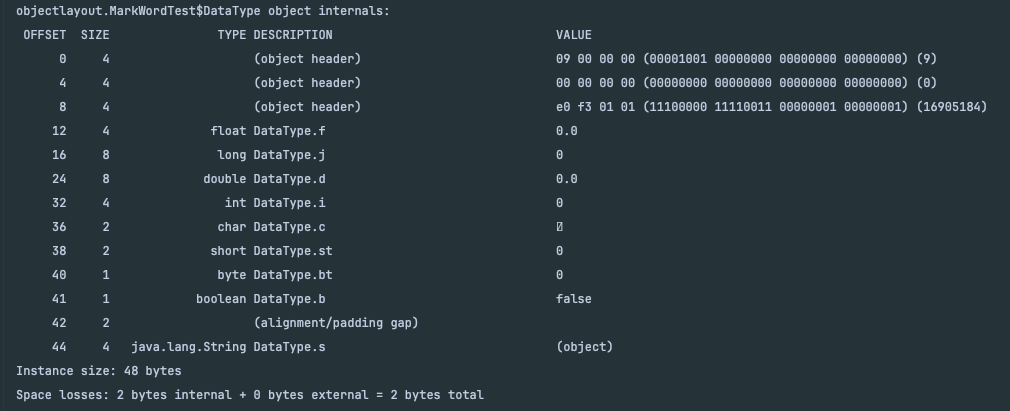 objectlayout.MarkWordTest$DataType object internals:
OFFSET SIZE TYPE DESCRIPTION VALUE
0 4 (object header) 09 00 00 00 (00001001 00000000 00000000 00000000) (9)
4 4 (object header) 00 00 00 00 (00000000 00000000 00000000 00000000) (0)
8 4 (object header) e0 f3 01 01 (11100000 11110011 00000001 00000001) (16905184)
12 4 float DataType.f 0.0
16 8 long DataType.j 0
24 8 double DataType.d 0.0
32 4 int DataType.i 0
36 2 char DataType.c
38 2 short DataType.st 0
40 1 byte DataType.bt 0
41 1 boolean DataType.b false
42 2 (alignment/padding gap)
44 4 java.lang.String DataType.s (object)
Instance size: 48 bytes
Space losses: 2 bytes internal + 0 bytes external = 2 bytes total